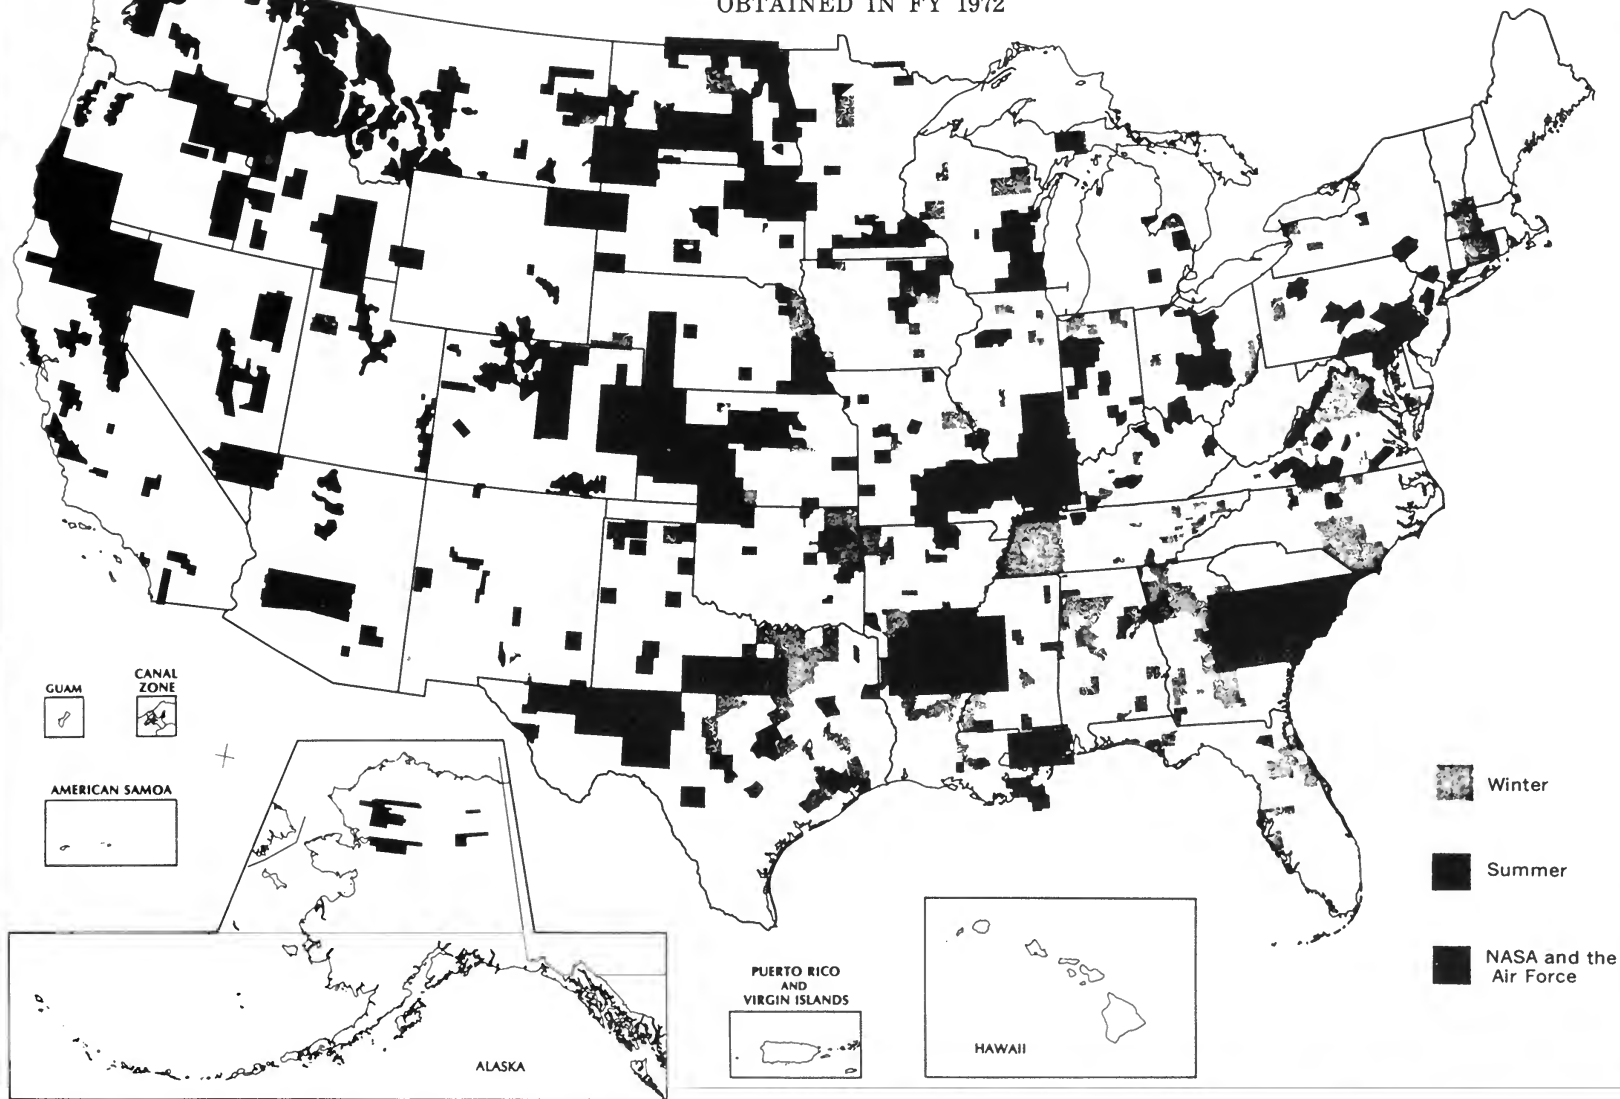 OBTAINED IN FY 1972
GUAM
CANAL
ZONE
AMERICAN SAMOA
ALASKA
PUERTO RICO
AND
VIRGIN ISLANDS
HAWAII
Winter
Summer
NASA and the
Air Force